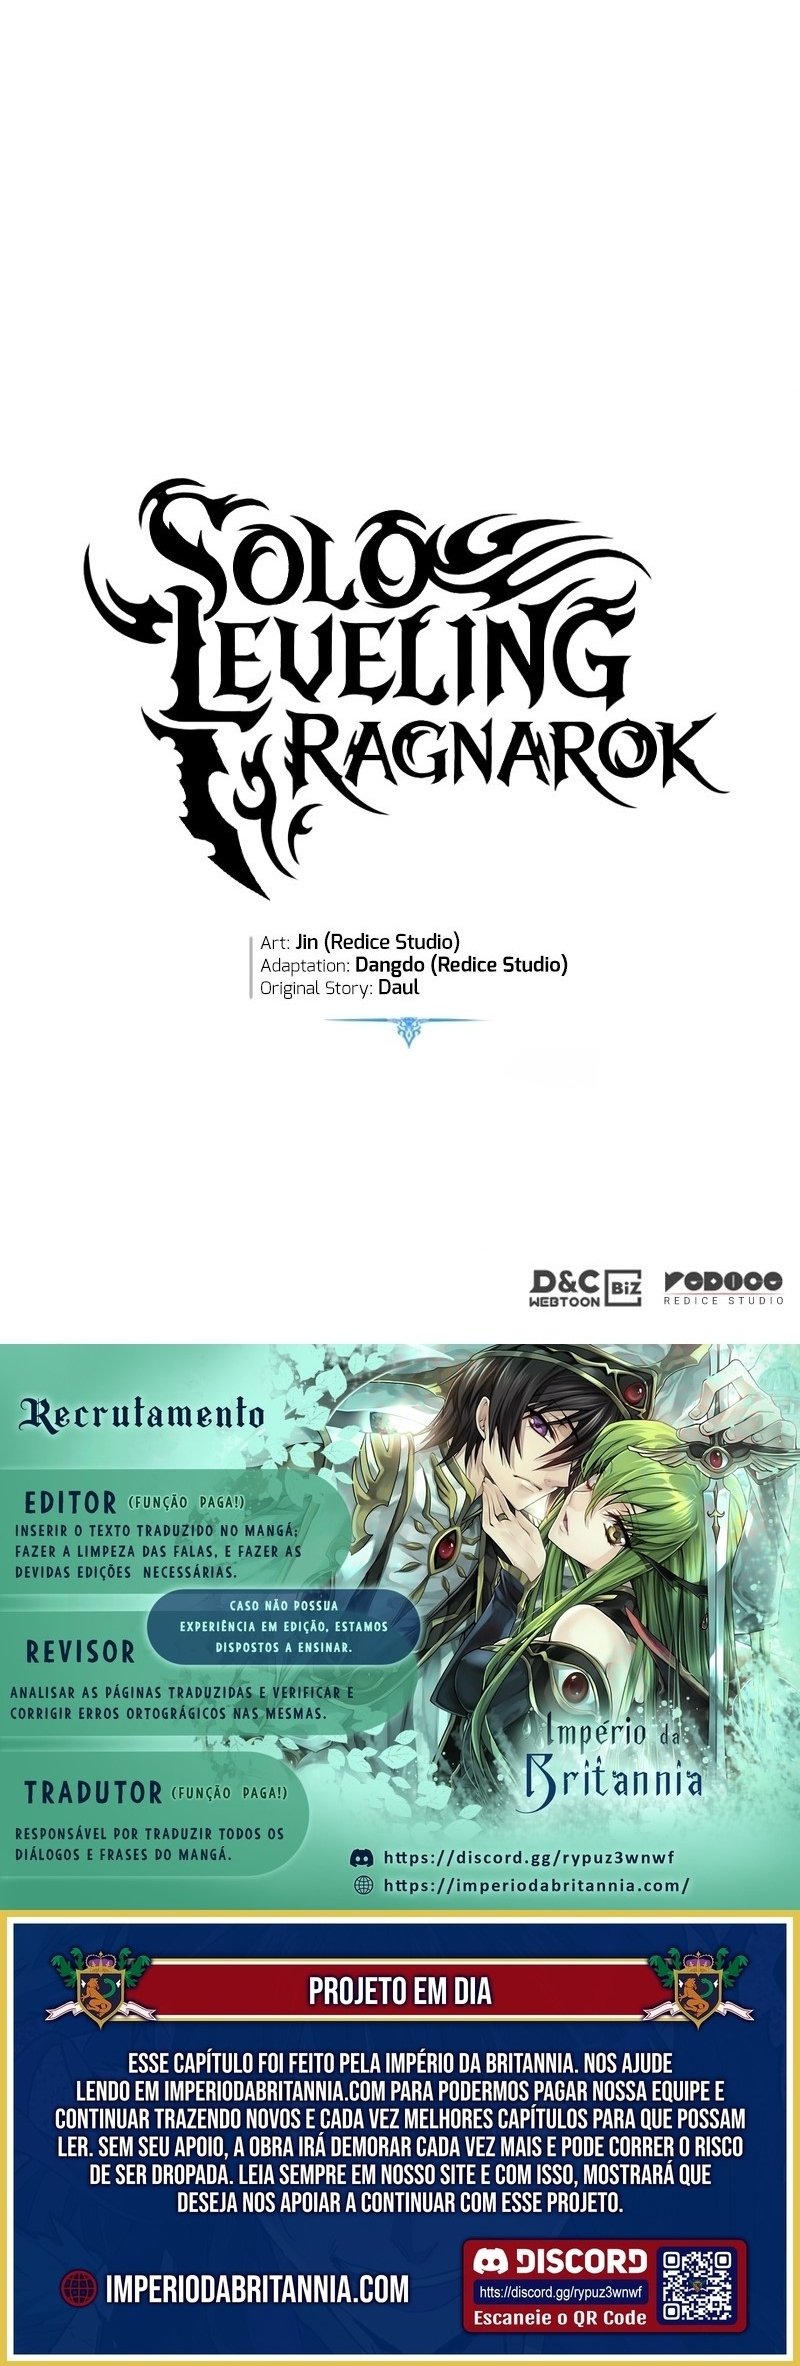 SOLO
LEVELING
RAGNAROK
Art: Jin (Redice Studio)
Adaptation: Dangdo (Redice Studio)
Original Story: Daul
D&C
WEBTOON
BiZ
REDICE
REDICE STUDIO
Recrutamento
EDITOR (FUNÇÃO PAGA!)
INSERIR O TEXTO TRADUZIDO NO MANGÁ;
FAZER A LIMPEZA DAS FALAS, E FAZER AS
DEVIDAS EDIÇÕES NECESSÁRIAS.
CASO NÃO POSSUA
EXPERIÊNCIA EM EDIÇÃO, ESTAMOS
DISPOSTOS A ENSINAR.
REVISOR
ANALISAR AS PÁGINAS TRADUZIDAS E VERIFICAR E
CORRIGIR ERROS ORTOGRÁGICOS NAS MESMAS.
TRADUTOR (FUNÇÃO PAGA!)
RESPONSÁVEL POR TRADUZIR TODOS OS
DIÁLOGOS E FRASES DO MANGÁ.
Império da
Britannia
https://discord.gg/rypuz3wnwf
https://imperiodabritannia.com/
PROJETO EM DIA
ESSE CAPÍTULO FOI FEITO PELA IMPÉRIO DA BRITANNIA. NOS AJUDE
LENDO EM IMPERIODABRITANNIA.COM PARA PODERMOS PAGAR NOSSA EQUIPE E
CONTINUAR TRAZENDO NOVOS E CADA VEZ MELHORES CAPÍTULOS PARA QUE POSSAM
LER. SEM SEU APOIO, A OBRA IRÁ DEMORAR CADA VEZ MAIS E PODE CORRER O RISCO
DE SER DROPADA. LEIA SEMPRE EM NOSSO SITE E COM ISSO, MOSTRARÁ QUE
DESEJA NOS APOIAR A CONTINUAR COM ESSE PROJETO.
IMPERIODABRITANNIA.COM
DISCORD
htts://discord.gg/rypuz3wnwf
Escaneie o QR Code